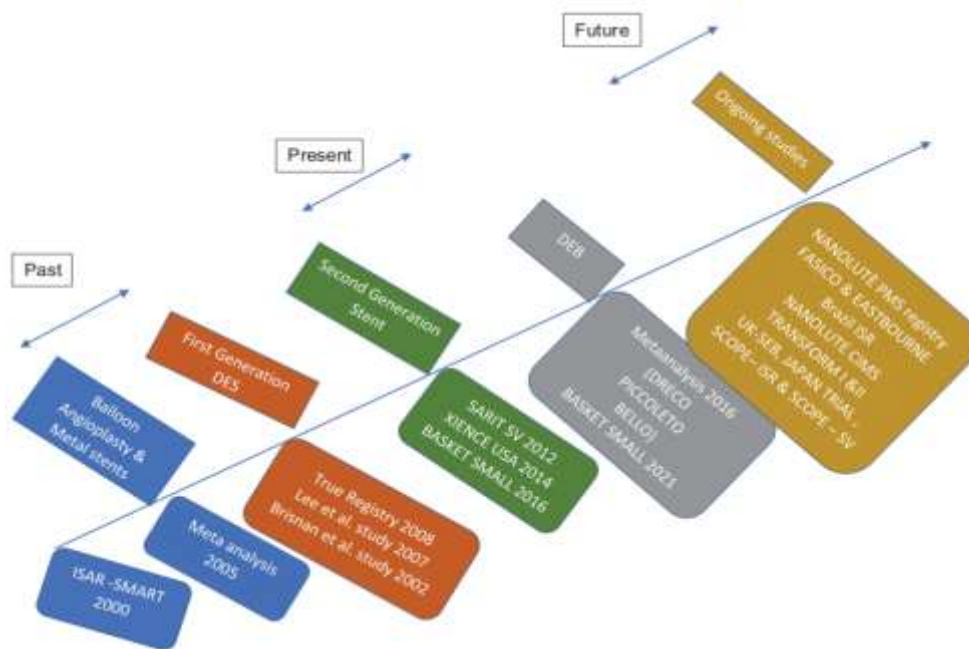 Future
Ongoing studies
Present
DEB
Past
Second Generation
Stent
First Generation
DES
Balloon
Angioplasty &
Metal stents
NANOLUTÈ PMS registry
FASICO & EASTBOURNE
Brazil ISR
NANOLUTE CIMS
TRANSFORM I &II
UK-SEB, JAPAN TRIAL ,
SCOPE– ISR & SCOPE – SV
Metaanalysis 2016
[DRECO
PICCOLETO
BELLO]
BASKET SMALL 2021
SARIT SV 2012
XIENCE USA 2014
BASKET SMALL 2016
True Registry 2008
Lee et al. study 2007
Brisnan et al. study 2002
Meta analysis
2005
ISAR -SMART
2000